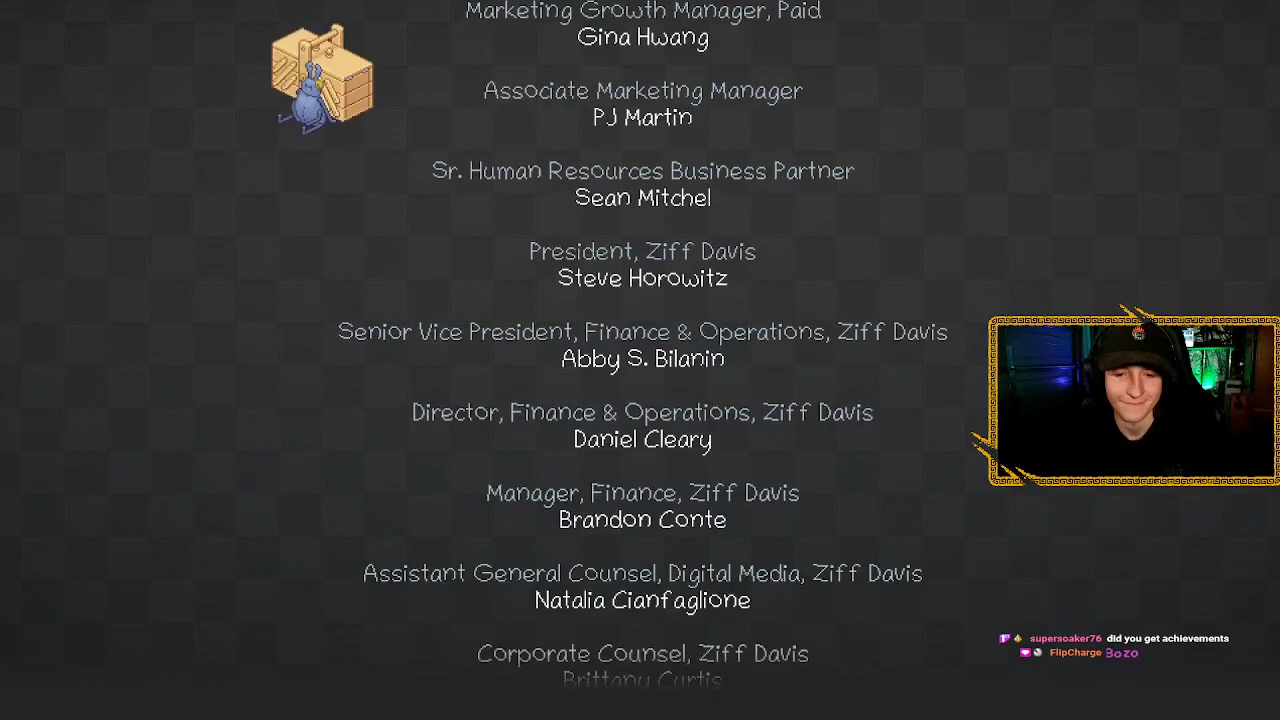 Marketing Growth Manager, Paid
Gina Hwang
Associate Marketing Manager
PJ Martin
Sr. Human Resources Business Partner
Sean Mitchel
President, Ziff Davis
Steve Horowitz
Senior Vice President, Finance & Operations, Ziff Davis
Abby S. Bilanin
Director, Finance & Operations, Ziff Davis
Daniel Cleary
Manager, Finance, Ziff Davis
Brandon Conte
Assistant General Counsel, Digital Media, Ziff Davis
Natalia Cianfaglione
Corporate Counsel, Ziff Davis
Brittany Curtis
supersoaker76 did you get achievements
FlipCharge Bozo